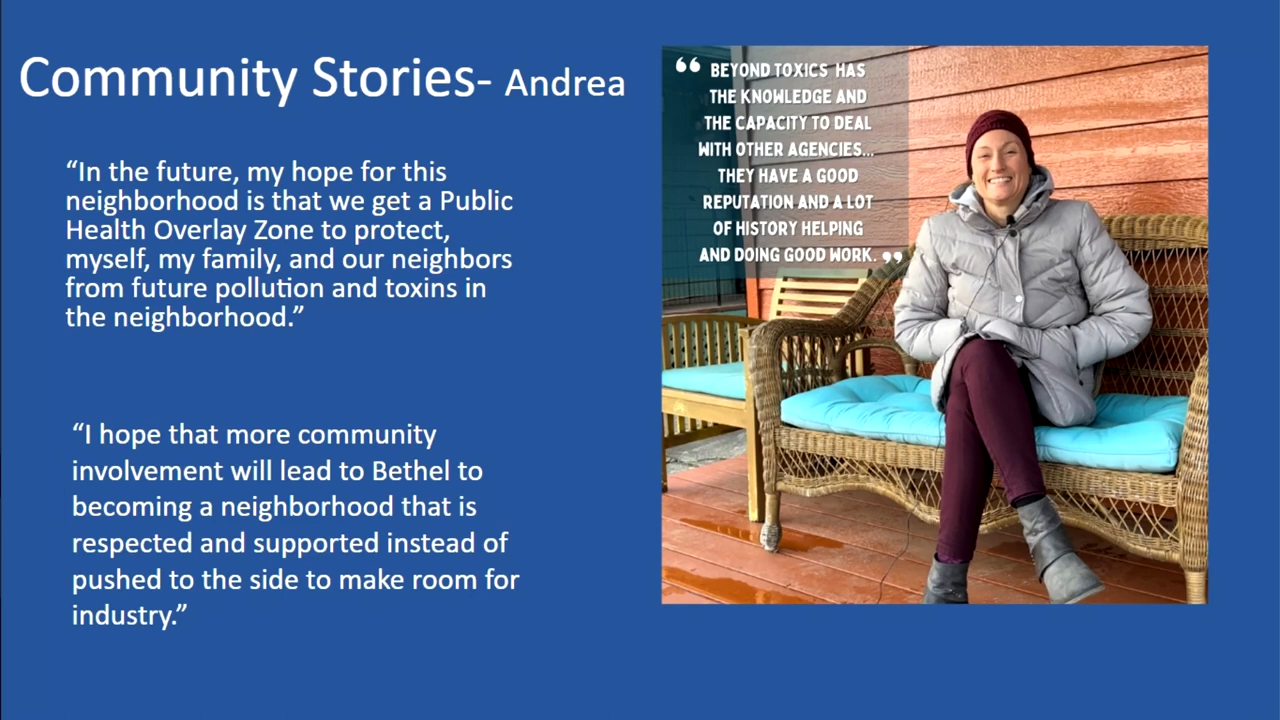 Community Stories- Andrea
“In the future, my hope for this
neighborhood is that we get a Public
Health Overlay Zone to protect,
myself, my family, and our neighbors
from future pollution and toxins in
the neighborhood.”
“I hope that more community
involvement will lead to Bethel to
becoming a neighborhood that is
respected and supported instead of
pushed to the side to make room for
industry.”
“ BEYOND TOXICS HAS
THE KNOWLEDGE AND
THE CAPACITY TO DEAL
WITH OTHER AGENCIES...
THEY HAVE A GOOD
REPUTATION AND A LOT
OF HISTORY HELPING
AND DOING GOOD WORK. ”